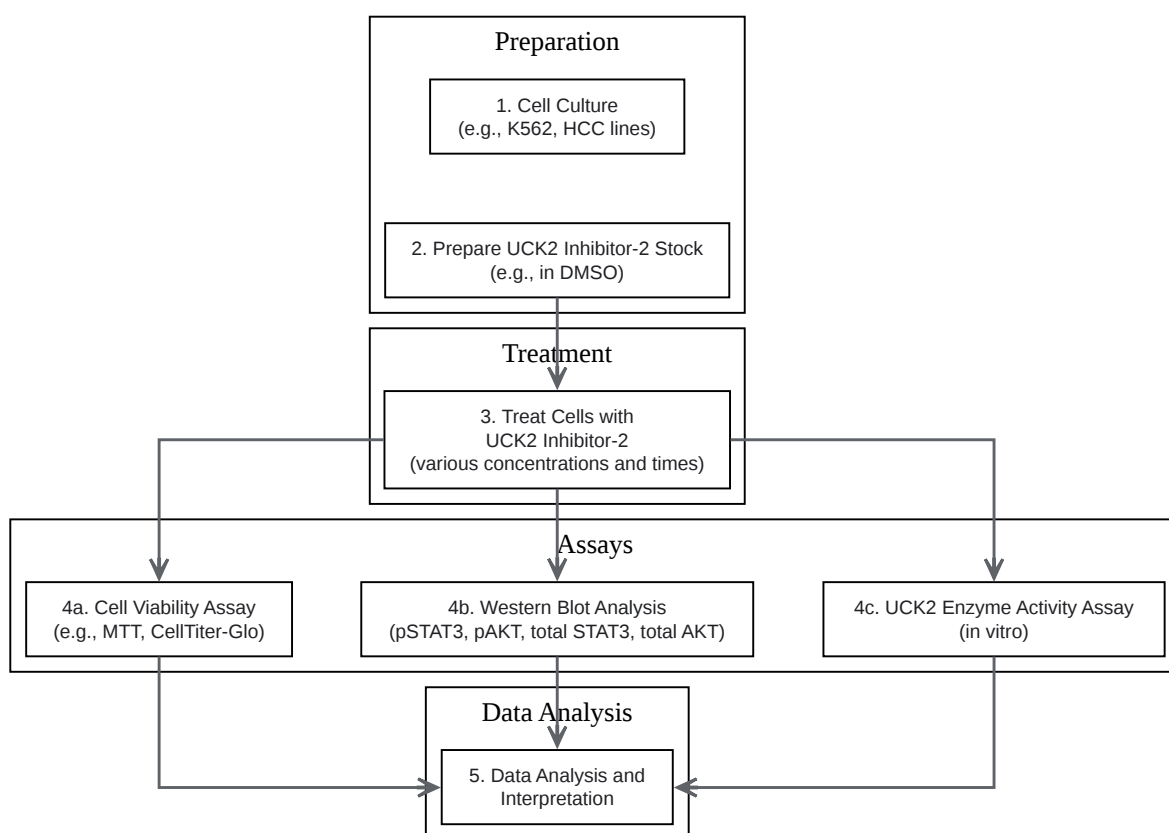 Preparation
1. Cell Culture
(e.g., K562, HCC lines)
2. Prepare UCK2 Inhibitor-2 Stock
(e.g., in DMSO)
Treatment
3. Treat Cells with
UCK2 Inhibitor-2
(various concentrations and times)
Assays
4a. Cell Viability Assay
(e.g., MTT, CellTiter-Glo)
4b. Western Blot Analysis
(pSTAT3, pAKT, total STAT3, total AKT)
4c. UCK2 Enzyme Activity Assay
(in vitro)
Data Analysis
5. Data Analysis and
Interpretation